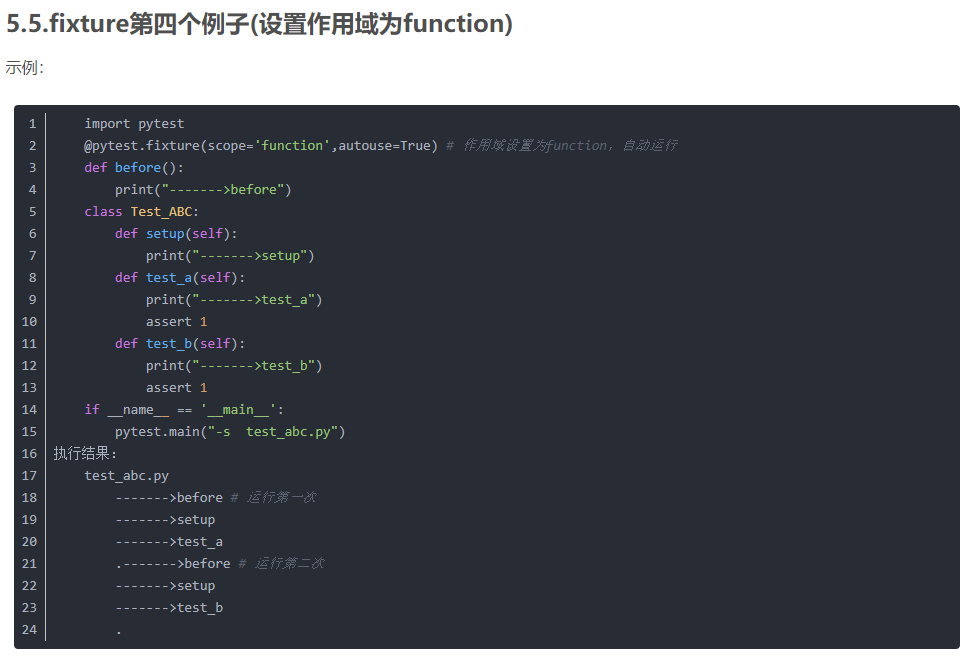 5.5.fixture第四个例子(设置作用域为function)
示例：
1    import pytest
2    @pytest.fixture(scope='function',autouse=True) # 作用域设置为function，自动运行
3    def before():
4        print("------->before")
5    class Test_ABC:
6        def setup(self):
7            print("------->setup")
8        def test_a(self):
9            print("------->test_a")
10            assert 1
11        def test_b(self):
12            print("------->test_b")
13            assert 1
14    if __name__ == '__main__':
15        pytest.main("-s  test_abc.py")
16 执行结果：
17    test_abc.py
18        ------->before # 运行第一次
19        ------->setup
20        ------->test_a
21        .------->before # 运行第二次
22        ------->setup
23        ------->test_b
24        .